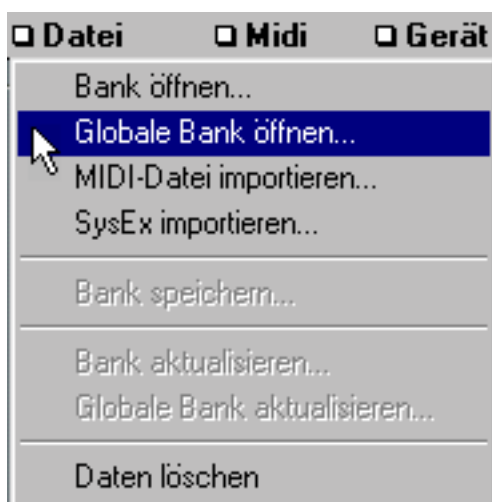 Datei Midi Gerät
Bank öffnen...
Globale Bank öffnen...
MIDI-Datei importieren...
SysEx importieren...
Bank speichern...
Bank aktualisieren...
Globale Bank aktualisieren...
Daten löschen